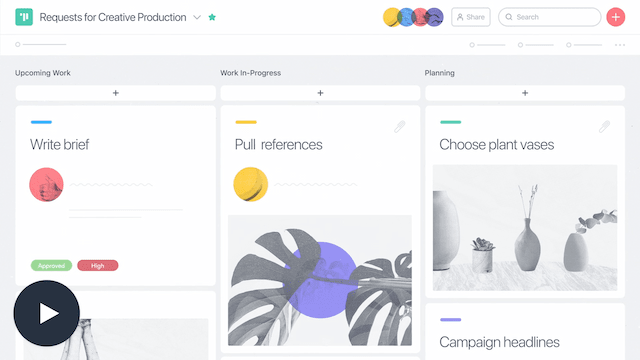 Requests for Creative Production
Share
Search
Upcoming Work
Work In-Progress
Planning
Write brief
Approved
High
Pull references
Choose plant vases
Campaign headlines